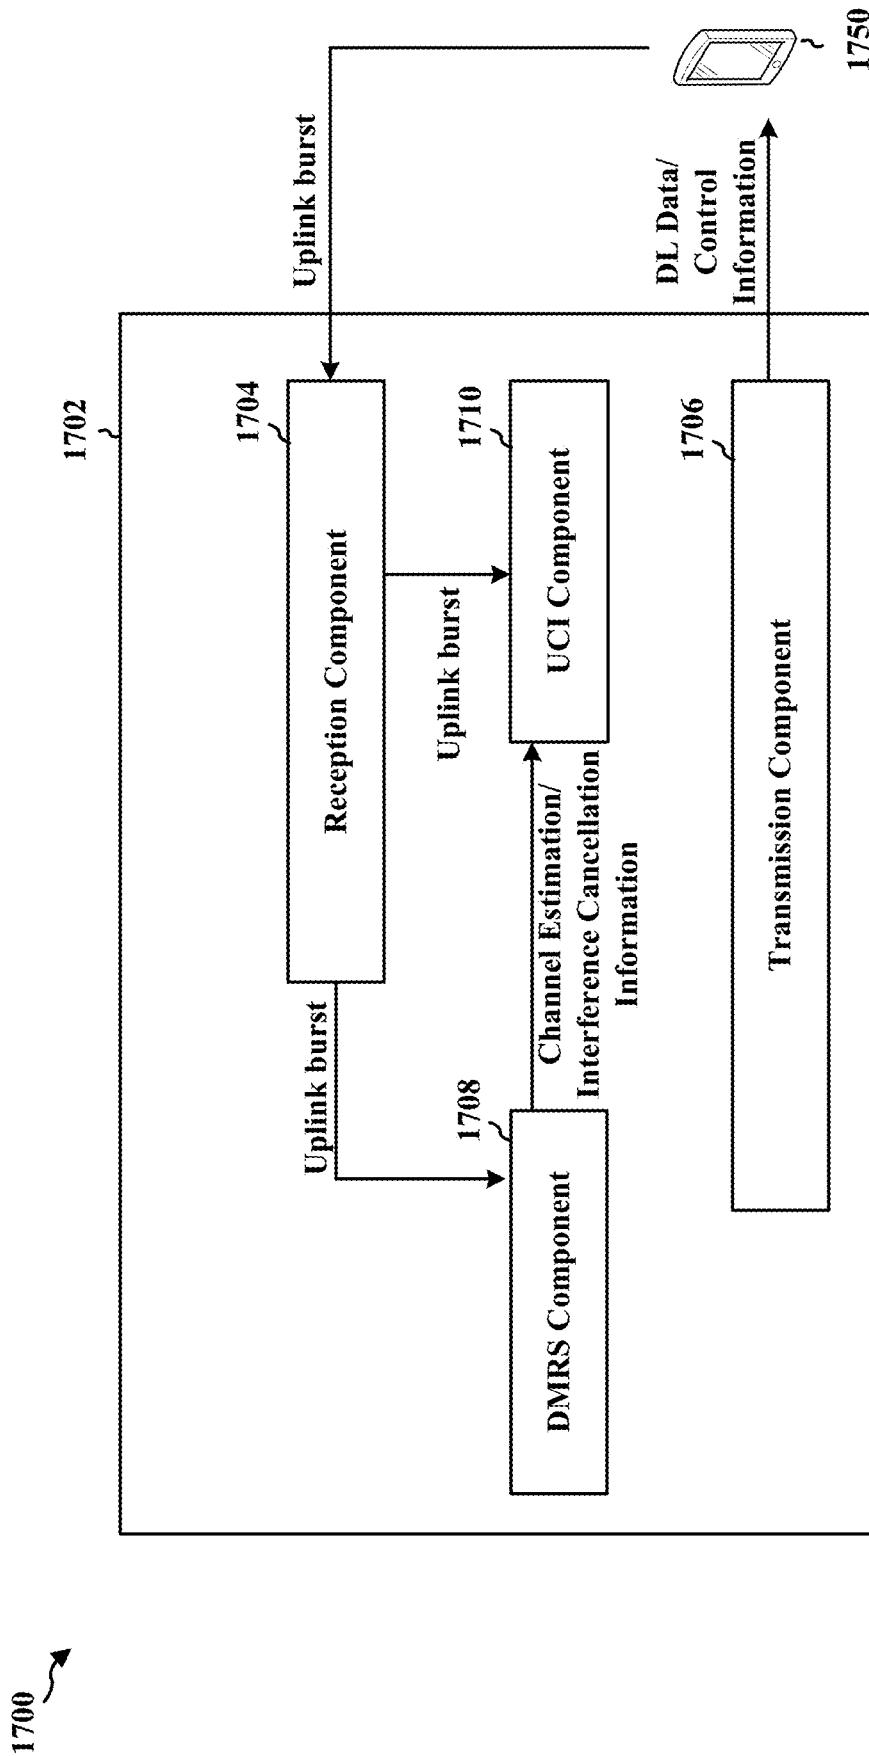 1700
1702
Uplink burst
1704
Reception Component
Uplink burst
Uplink burst
1708
DMRS Component
Channel Estimation/
Interference Cancellation
Information
1710
UCI Component
1706
Transmission Component
DL Data/
Control
Information
1750